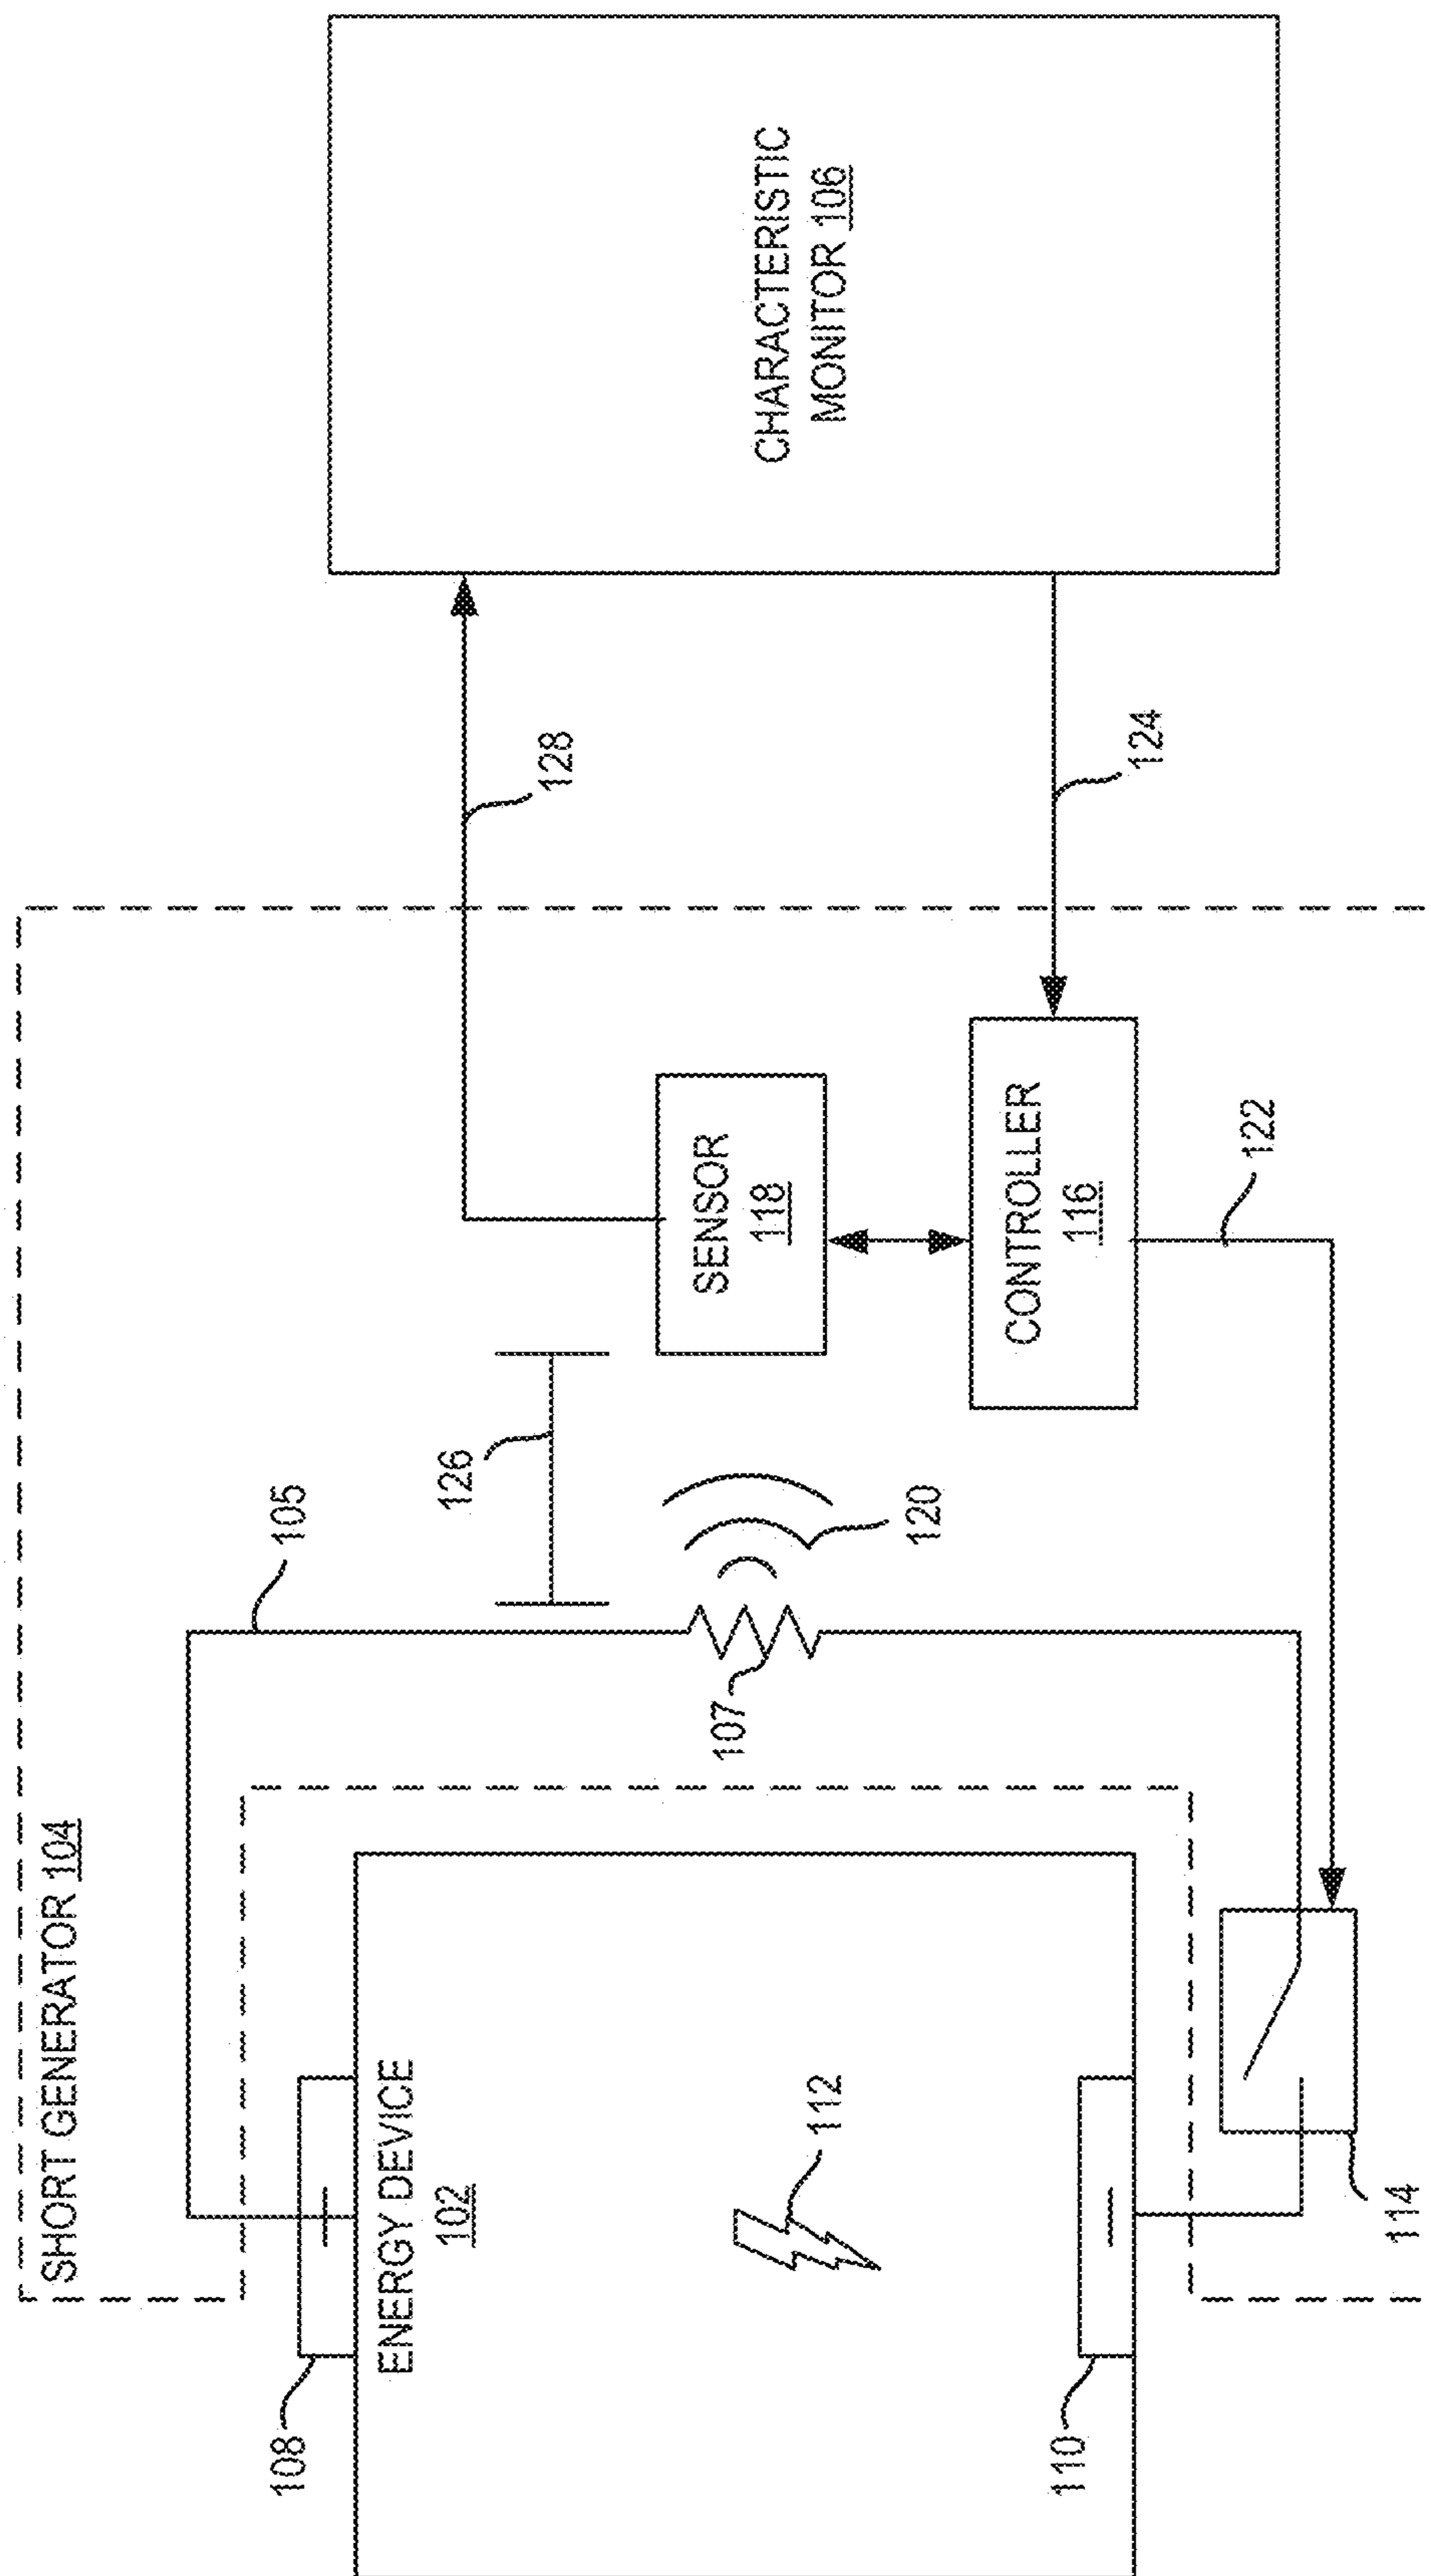 SHORT GENERATOR 104
108
ENERGY DEVICE
102
112
110
114
105
107
126
120
SENSOR
118
CONTROLLER
116
122
128
124
CHARACTERISTIC
MONITOR 106